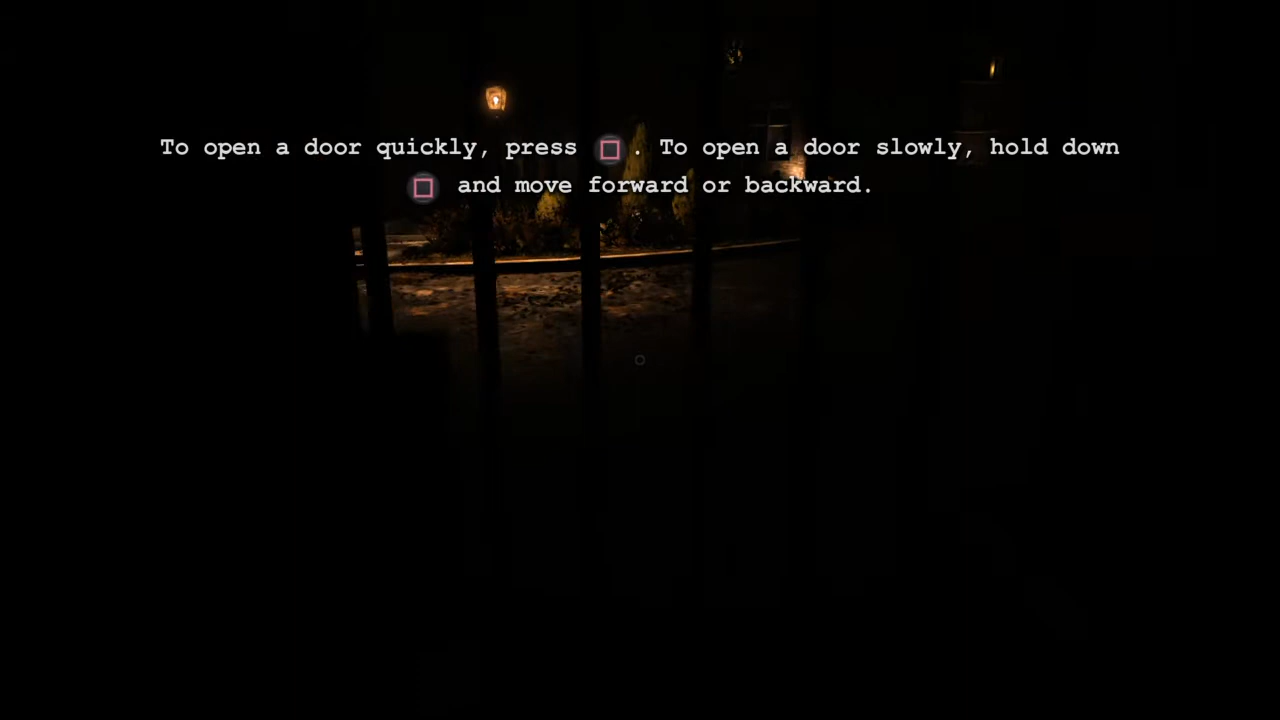 To open a door quickly, press □. To open a door slowly, hold down
□ and move forward or backward.